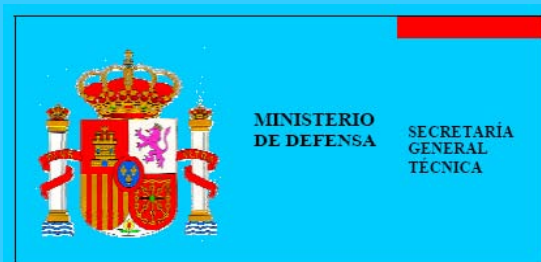 MINISTERIO
DE DEFENSA
SECRETARÍA
GENERAL
TÉCNICA